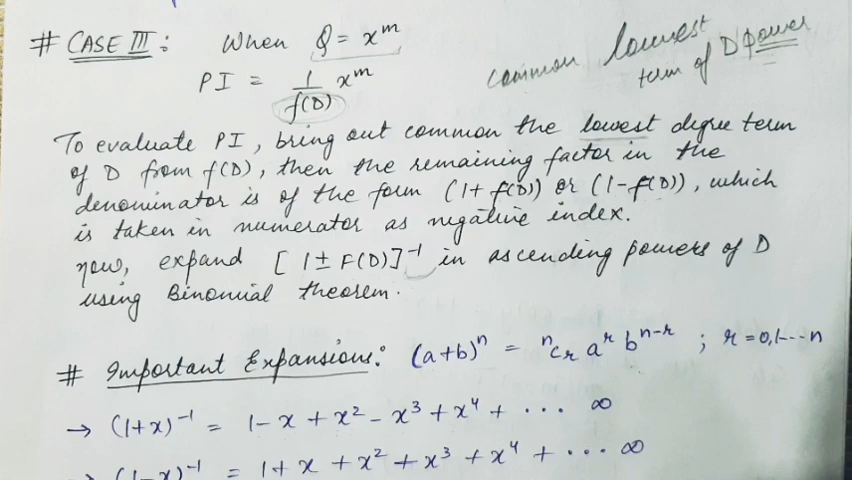 # CASE III : When Q = x^m
PI = 1/f(D) x^m
common lowest
term of D power
To evaluate PI, bring out common the lowest degree term
of D from f(D), then the remaining factor in the
denominator is of the form (1+ f(D)) or (1-f(D)), which
is taken in numerator as negative index.
now, expand [1 ± F(D)]^-1 in ascending powers of D
using Binomial theorem.
# Important Expansions: (a+b)^n = ^nC_r a^r b^(n-r) ; r = 0,1---n
→ (1+x)^-1 = 1- x + x^2 - x^3 + x^4 + ... ∞
→ (1-x)^-1 = 1+ x + x^2 + x^3 + x^4 + ... ∞